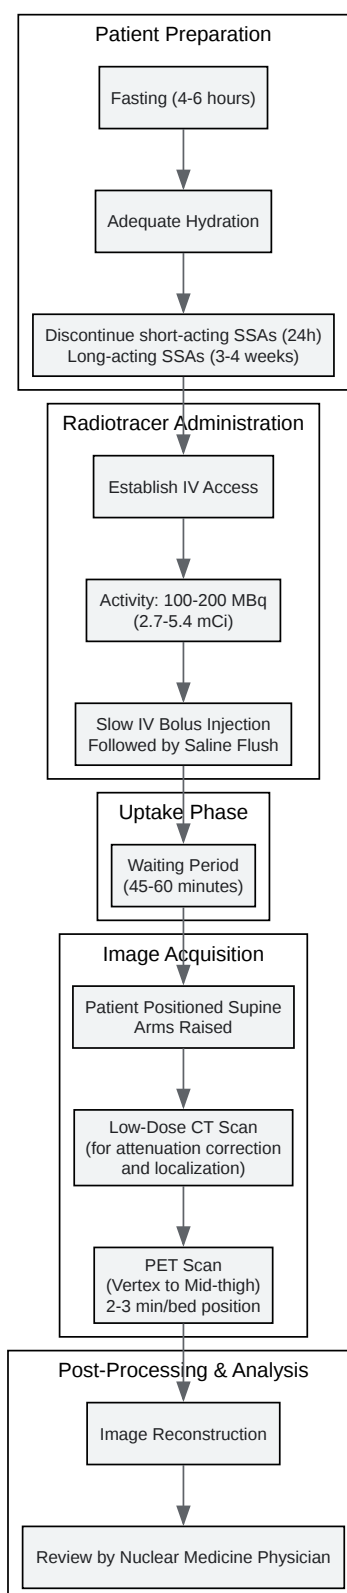 Patient Preparation
Fasting (4-6 hours)
Adequate Hydration
Discontinue short-acting SSAs (24h)
Long-acting SSAs (3-4 weeks)
Radiotracer Administration
Establish IV Access
Activity: 100-200 MBq
(2.7-5.4 mCi)
Slow IV Bolus Injection
Followed by Saline Flush
Uptake Phase
Waiting Period
(45-60 minutes)
Image Acquisition
Patient Positioned Supine
Arms Raised
Low-Dose CT Scan
(for attenuation correction
and localization)
PET Scan
(Vertex to Mid-thigh)
2-3 min/bed position
Post-Processing & Analysis
Image Reconstruction
Review by Nuclear Medicine Physician